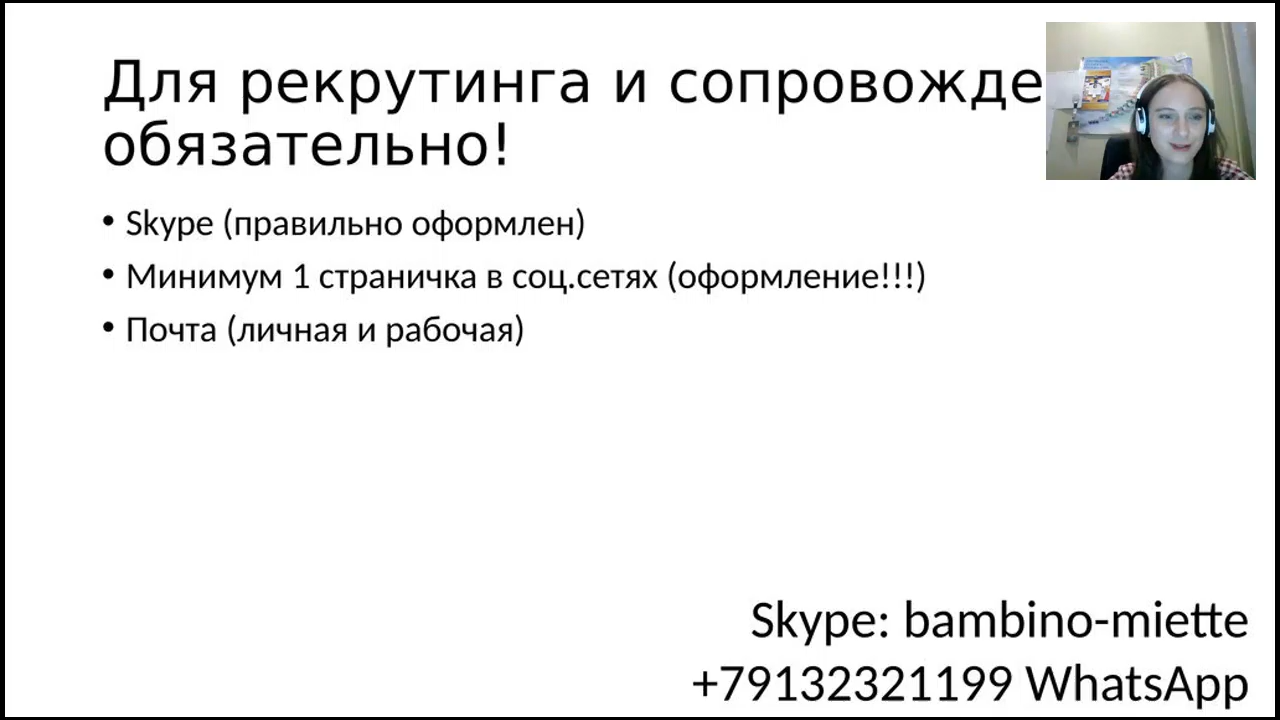 Для рекрутинга и сопровожде
обязательно!
• Skype (правильно оформлен)
• Минимум 1 страничка в соц.сетях (оформление!!!)
• Почта (личная и рабочая)
Skype: bambino-miette
+79132321199 WhatsApp